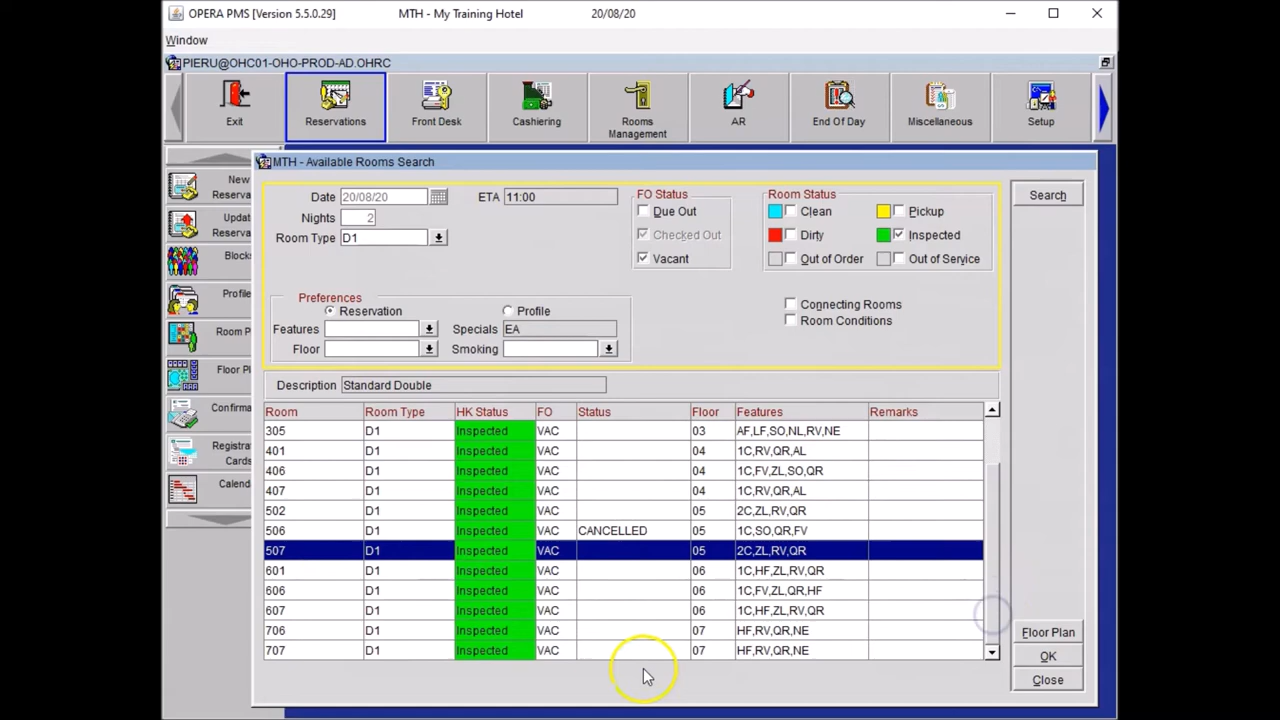 OPERA PMS [Version 5.5.0.29] MTH - My Training Hotel 20/08/20
Window
PIERU@OHC01-OHO-PROD-AD.OHRC
Exit Reservations Front Desk Cashiering Rooms Management AR End Of Day Miscellaneous Setup
MTH - Available Rooms Search
New
Reserva
Updat
Reserva
Blocks
Profile
Room P
Floor Pl
Confirma
Registrat
Cards
Calend
Date 20/08/20 ETA 11:00
Nights 2
Room Type D1
FO Status
Due Out
Checked Out
Vacant
Room Status
Clean Pickup
Dirty Inspected
Out of Order Out of Service
Search
Preferences
Reservation Profile
Features Specials EA
Floor Smoking
Connecting Rooms
Room Conditions
Description Standard Double
Room Room Type HK Status FO Status Floor Features Remarks
305 D1 Inspected VAC 03 AF,LF,SO,NL,RV,NE
401 D1 Inspected VAC 04 1C,RV,QR,AL
406 D1 Inspected VAC 04 1C,FV,ZL,SO,QR
407 D1 Inspected VAC 04 1C,RV,QR,AL
502 D1 Inspected VAC 05 2C,ZL,RV,QR
506 D1 Inspected VAC CANCELLED 05 1C,SO,QR,FV
507 D1 Inspected VAC 05 2C,ZL,RV,QR
601 D1 Inspected VAC 06 1C,HF,ZL,RV,QR
606 D1 Inspected VAC 06 1C,FV,ZL,QR,HF
607 D1 Inspected VAC 06 1C,HF,ZL,RV,QR
706 D1 Inspected VAC 07 HF,RV,QR,NE
707 D1 Inspected VAC 07 HF,RV,QR,NE
Floor Plan
OK
Close